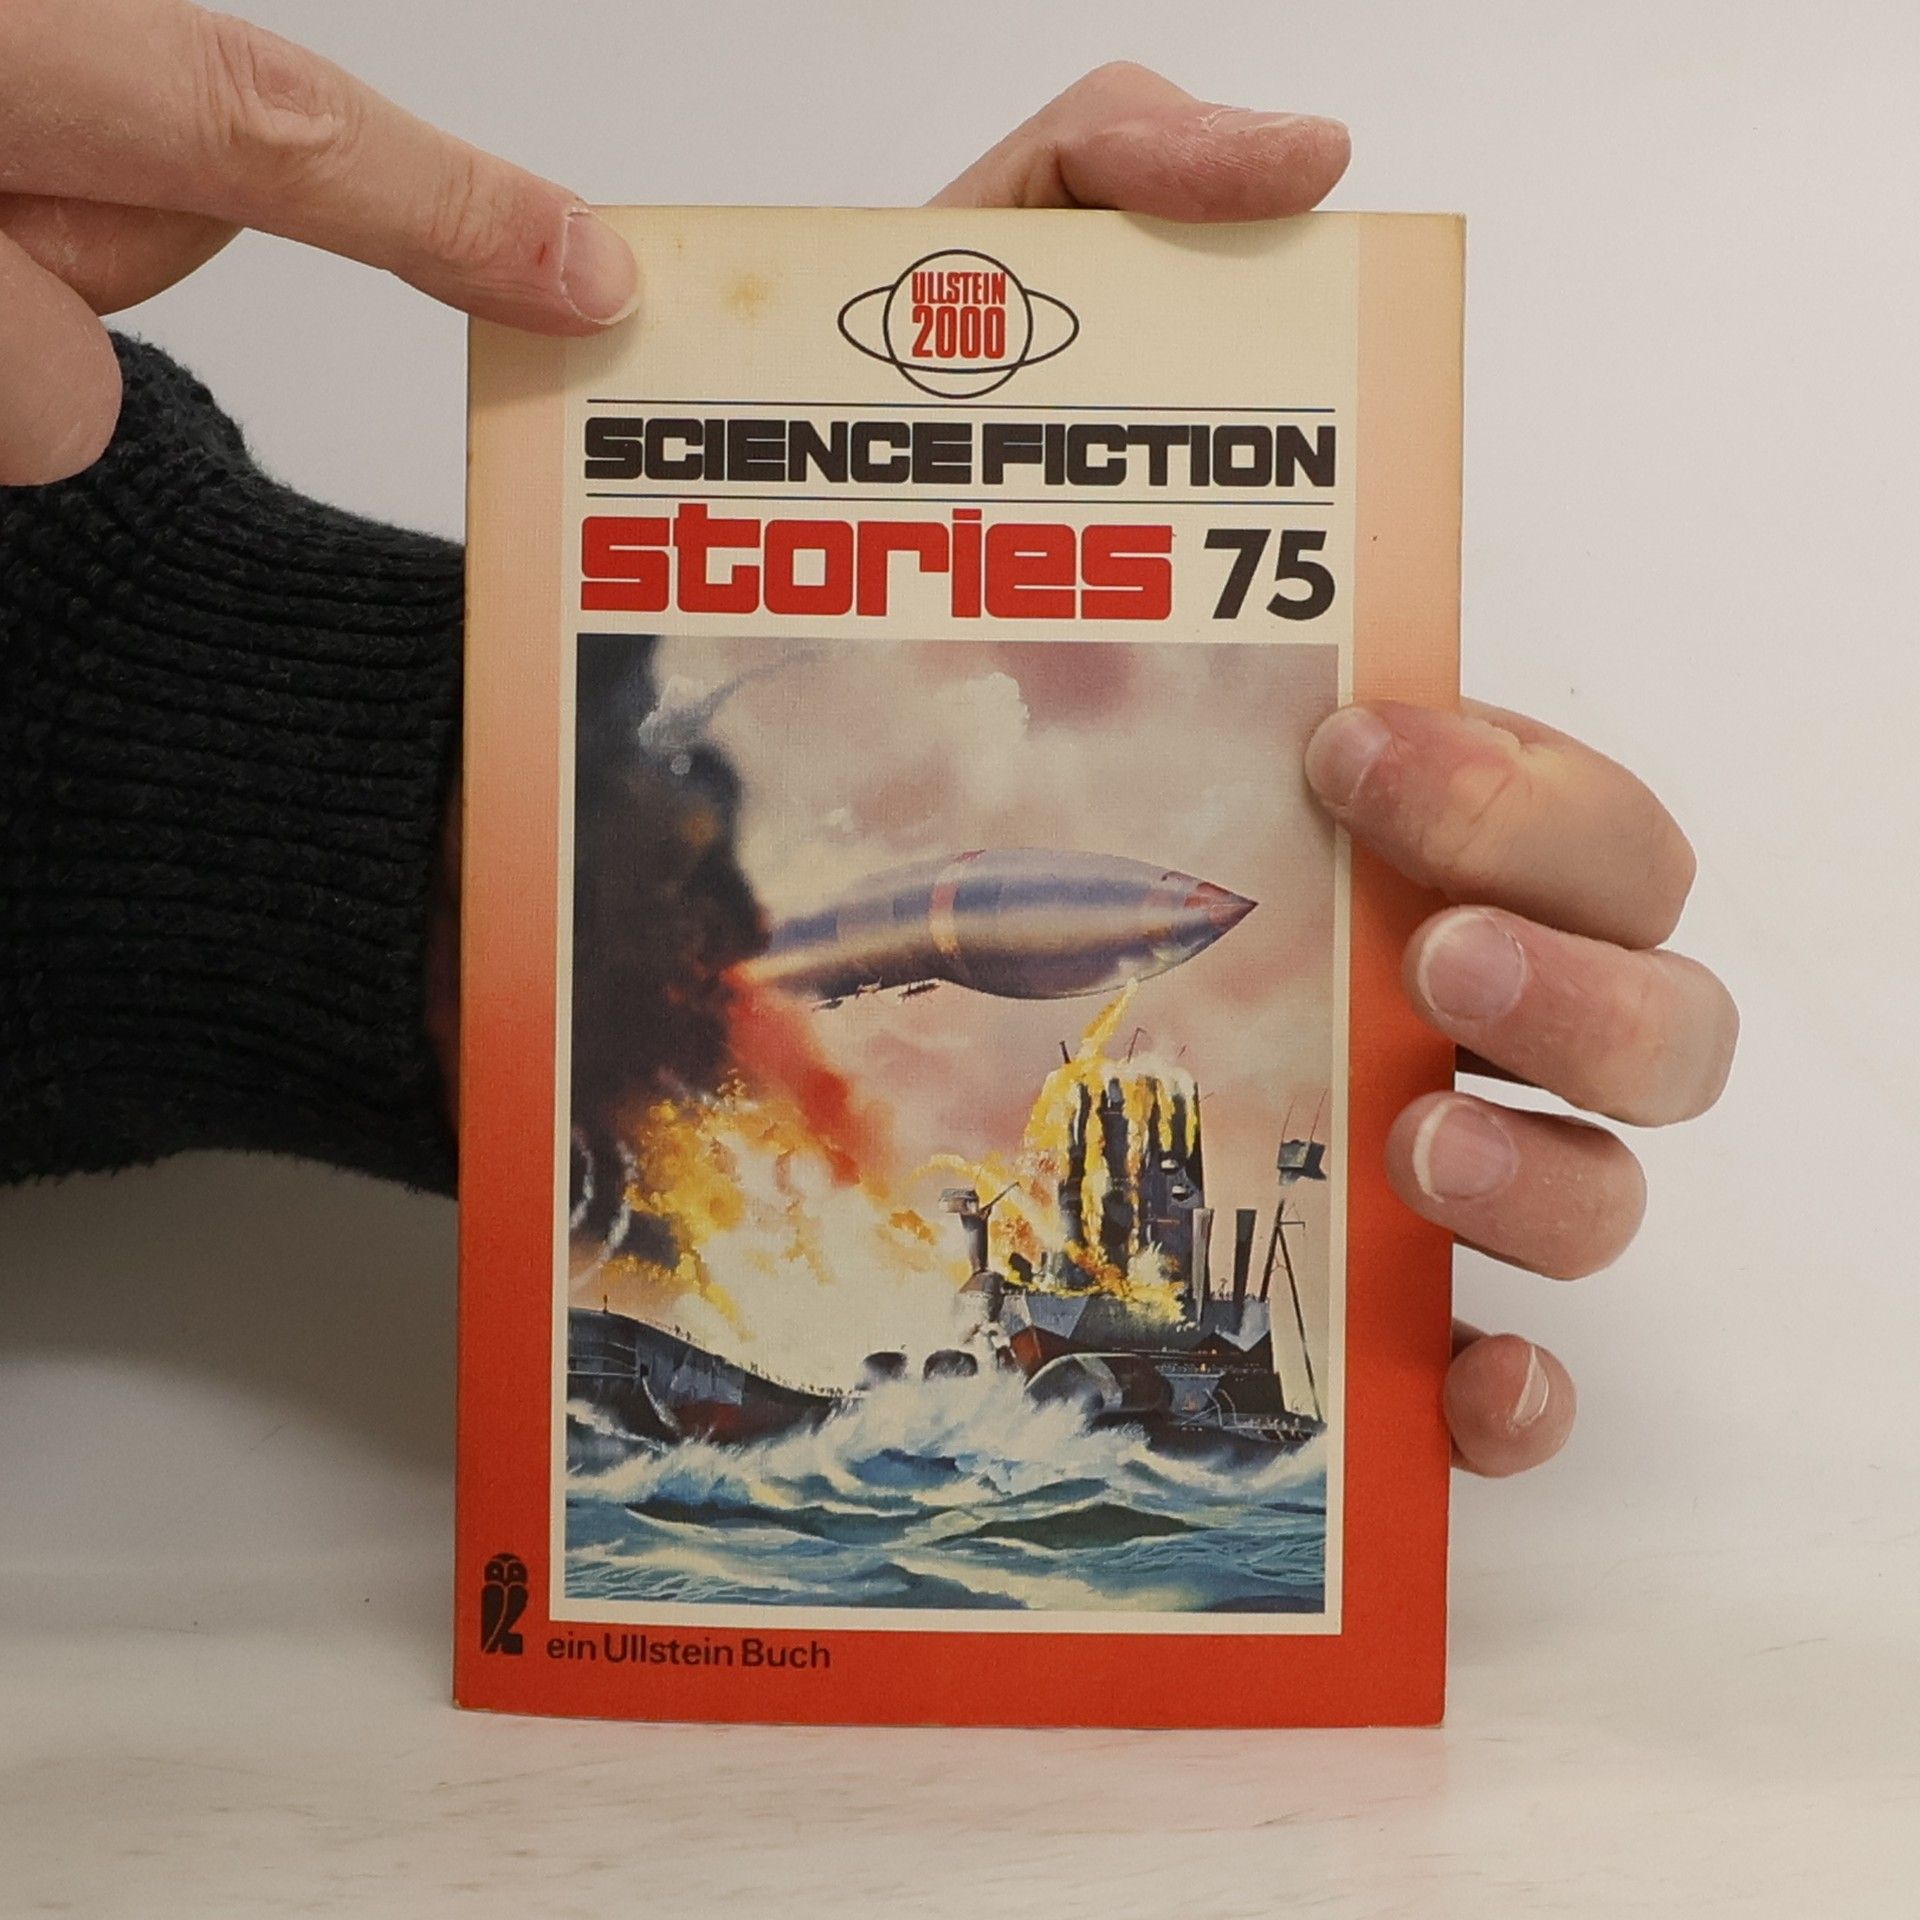 ULLSTEIN
2000
SCIENCE FICTION
stories 75
ein Ullstein Buch